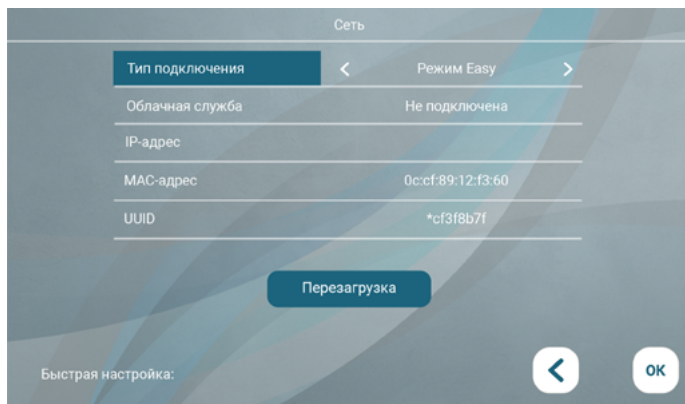 Сеть
Тип подключения Режим Easy
Облачная служба Не подключена
IP-адрес
MAC-адрес 0c:cf:89:12:f3:60
UUID *cf3f8b7f
Перезагрузка
Быстрая настройка: ОК